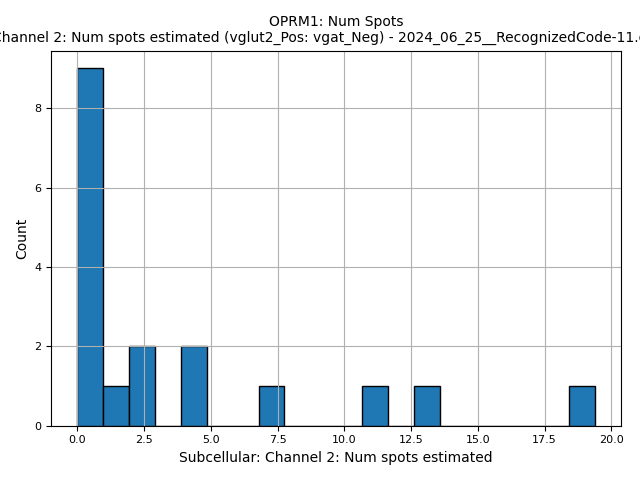 OPRM1: Num Spots
Channel 2: Num spots estimated (vglut2_Pos: vgat_Neg) - 2024_06_25__RecognizedCode-11.
Count
8
6
4
2
0
0.0 2.5 5.0 7.5 10.0 12.5 15.0 17.5 20.0
Subcellular: Channel 2: Num spots estimated